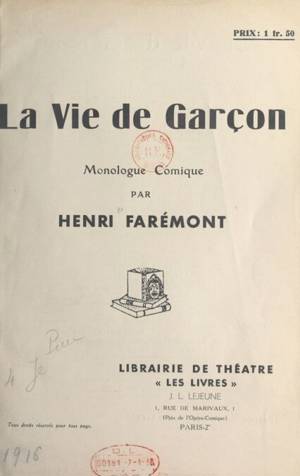 PRIX : 1 fr. 50
La Vie de Garçon
Monologue Comique
PAR
HENRI FARÉMONT
LIBRAIRIE DE THÉATRE
« LES LIVRES »
J. L. LEJEUNE
1, RUE DE MARIVAUX, 1
(Près de l'Opéra-Comique)
PARIS-2e
Tous droits réservés pour tous pays.
D. L.